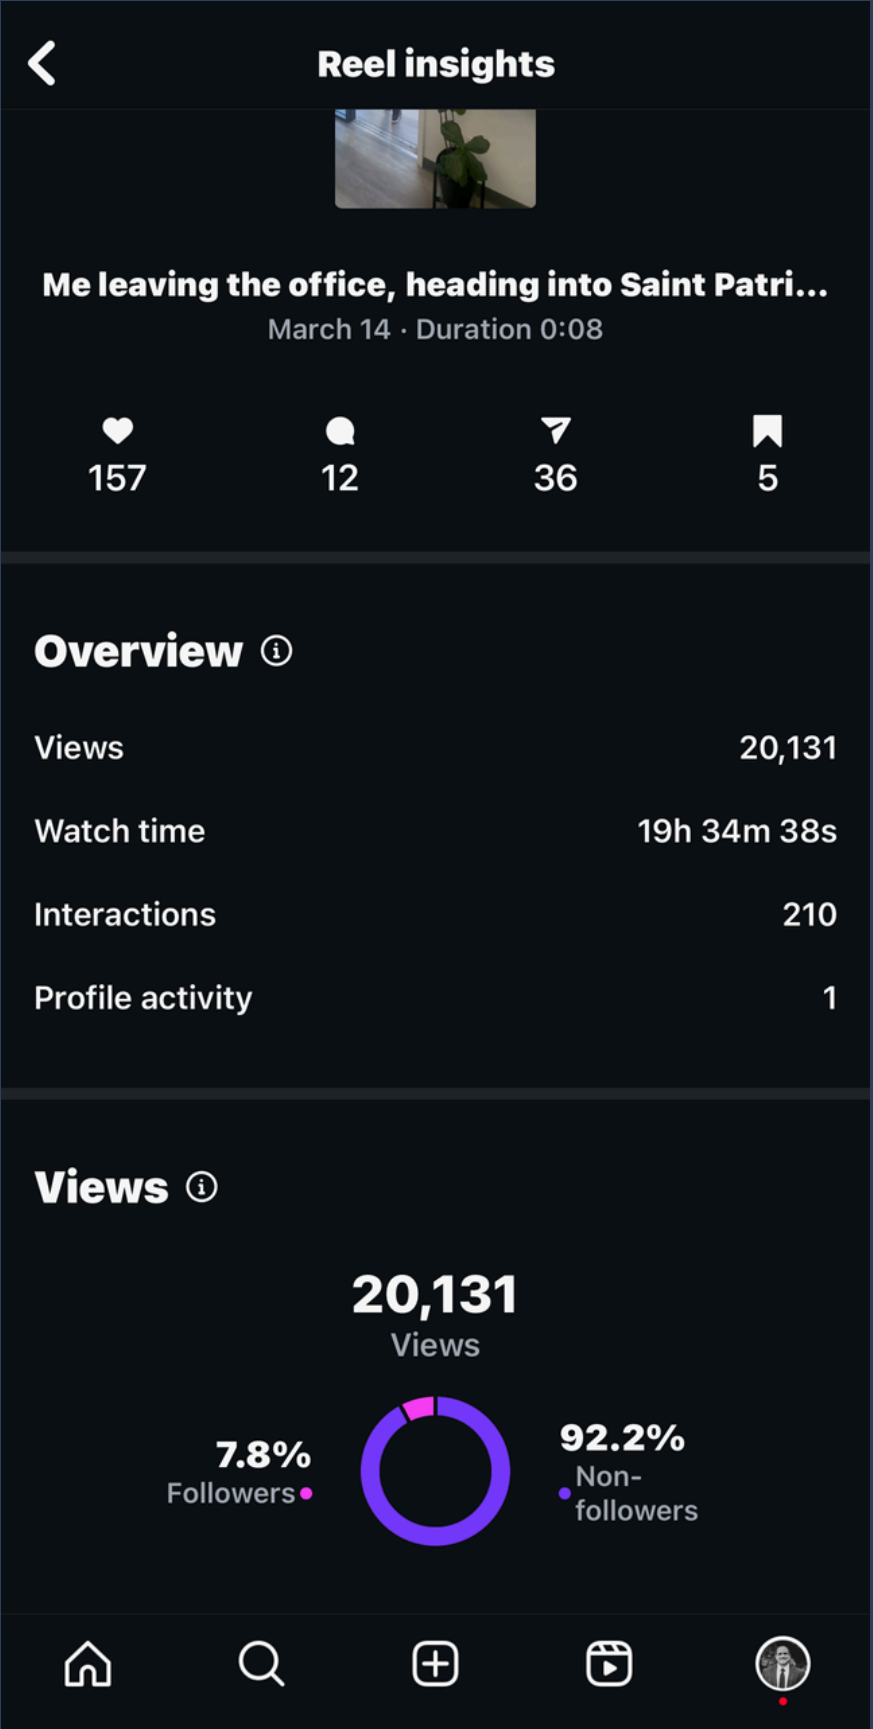 Reel insights
Me leaving the office, heading into Saint Patri...
March 14 · Duration 0:08
157 12 36 5
Overview
Views 20,131
Watch time 19h 34m 38s
Interactions 210
Profile activity 1
Views
20,131
Views
7.8%
Followers
92.2%
Non-
followers